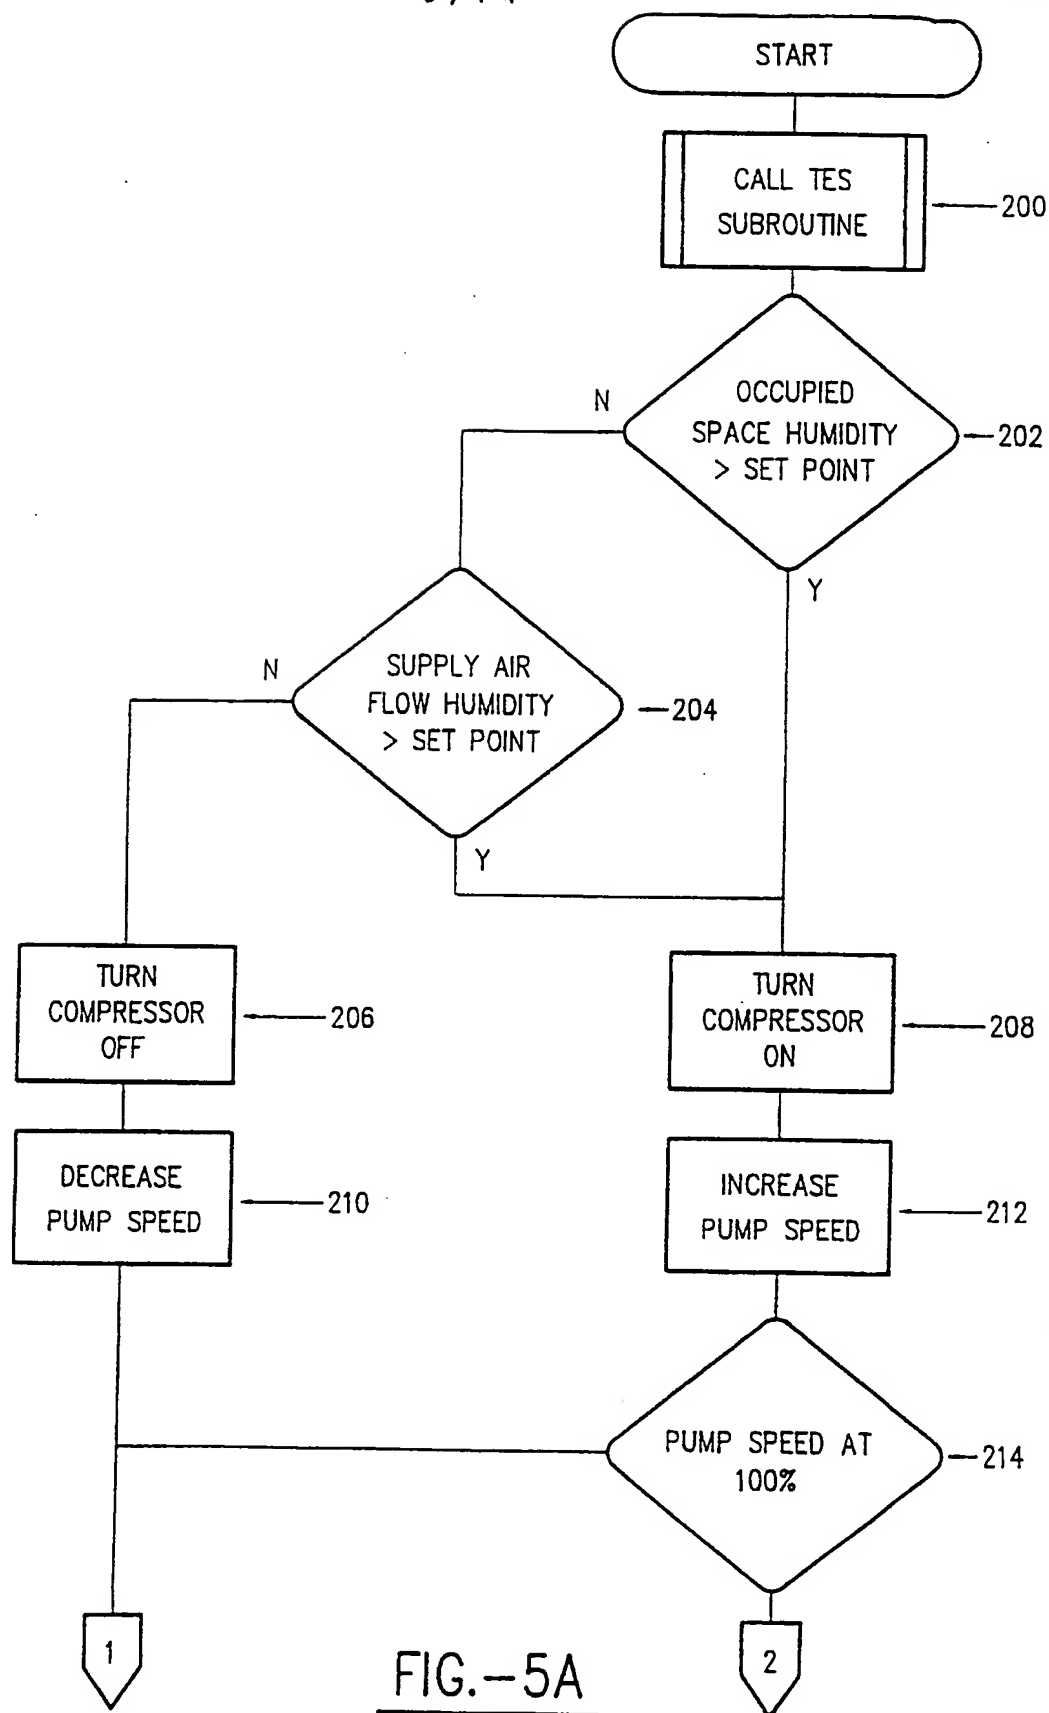 START
CALL TES
SUBROUTINE
200
OCCUPIED
SPACE HUMIDITY
> SET POINT
202
N
Y
SUPPLY AIR
FLOW HUMIDITY
> SET POINT
204
N
Y
TURN
COMPRESSOR
OFF
206
TURN
COMPRESSOR
ON
208
DECREASE
PUMP SPEED
210
INCREASE
PUMP SPEED
212
PUMP SPEED AT
100%
214
1
2
FIG.-5A